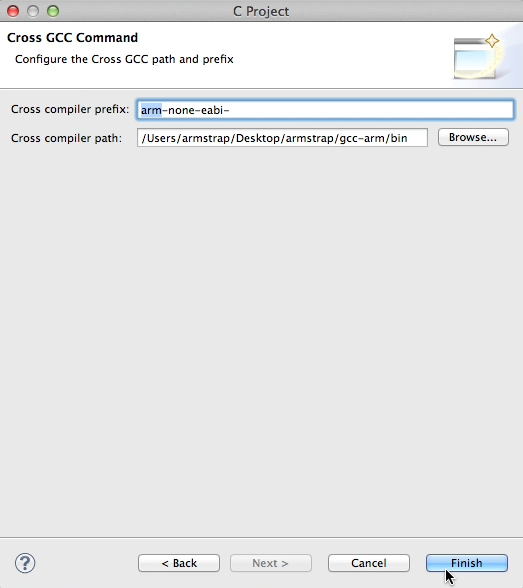 C Project
Cross GCC Command
Configure the Cross GCC path and prefix
Cross compiler prefix: arm-none-eabi-
Cross compiler path: /Users/armstrap/Desktop/armstrap/gcc-arm/bin Browse...
? < Back Next > Cancel Finish